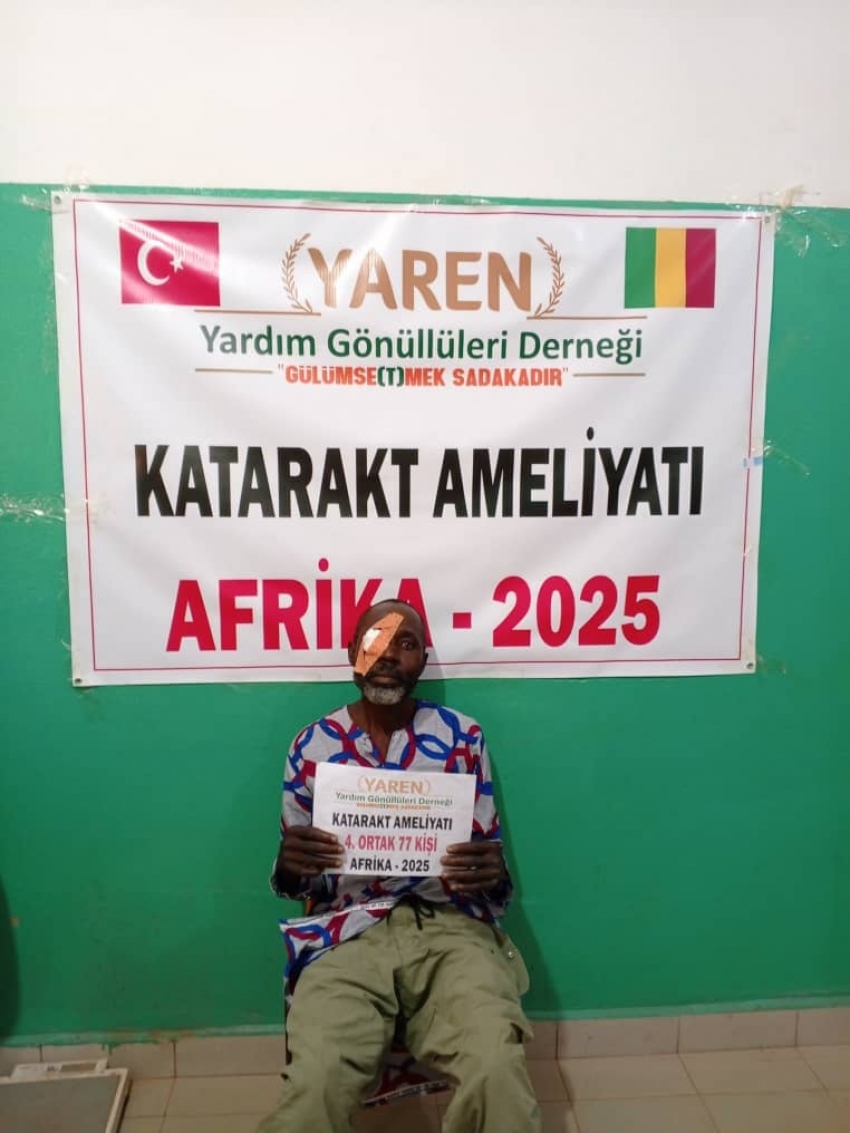 YAREN
Yardım Gönüllüleri Derneği
"GÜLÜMSE(T)MEK SADAKADIR"
KATARAKT AMELİYATI
AFRİKA - 2025
YAREN
Yardım Gönüllüleri Derneği
KATARAKT AMELİYATI
4. ORTAK 77 KİŞİ
AFRİKA - 2025